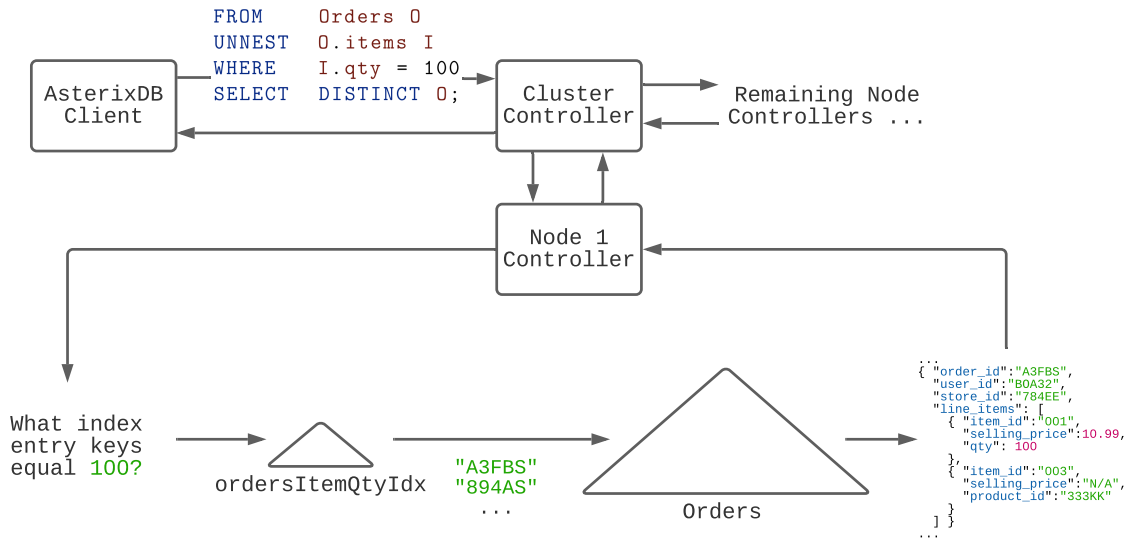 FROM Orders O
UNNEST O.items I
WHERE I.qty = 100
SELECT DISTINCT O;
AsterixDB
Client
Cluster
Controller
Remaining Node
Controllers ...
Node 1
Controller
What index
entry keys
equal 100?
ordersItemQtyIdx
"A3FBS"
"894AS"
...
Orders
...
{ "order_id":"A3FBS",
"user_id":"BOA32",
"store_id":"784EE",
"line_items": [
{ "item_id":"001",
"selling_price":10.99,
"qty": 100
},
{ "item_id":"003",
"selling_price":"N/A",
"product_id":"333KK"
}
] }
...